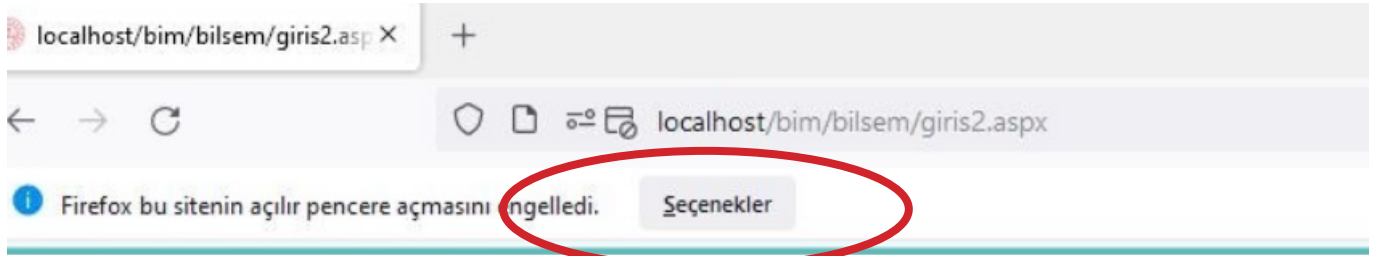 localhost/bim/bilsem/giris2.asp
localhost/bim/bilsem/giris2.aspx
Firefox bu sitenin açılır pencere açmasını engelledi. Seçenekler